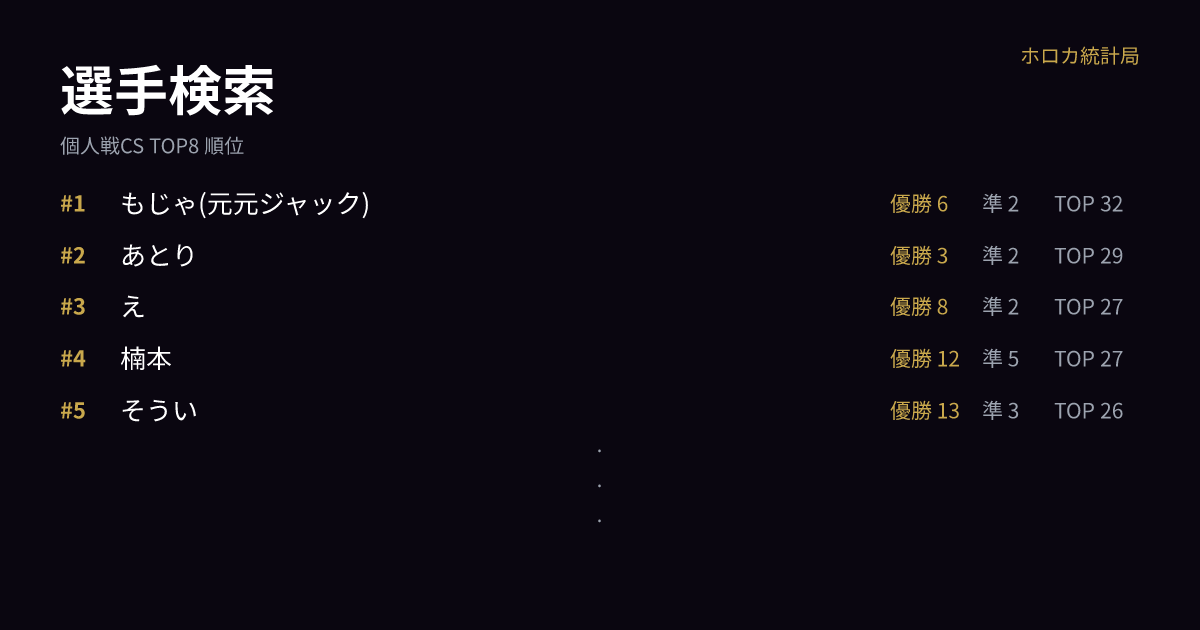 ホロカ統計局
選手検索
個人戦CS TOP8 順位
#1 もじゃ(元元ジャック) 優勝 6 準 2 TOP 32
#2 あとり 優勝 3 準 2 TOP 29
#3 え 優勝 8 準 2 TOP 27
#4 楠本 優勝 12 準 5 TOP 27
#5 そうい 優勝 13 準 3 TOP 26
.
.
.